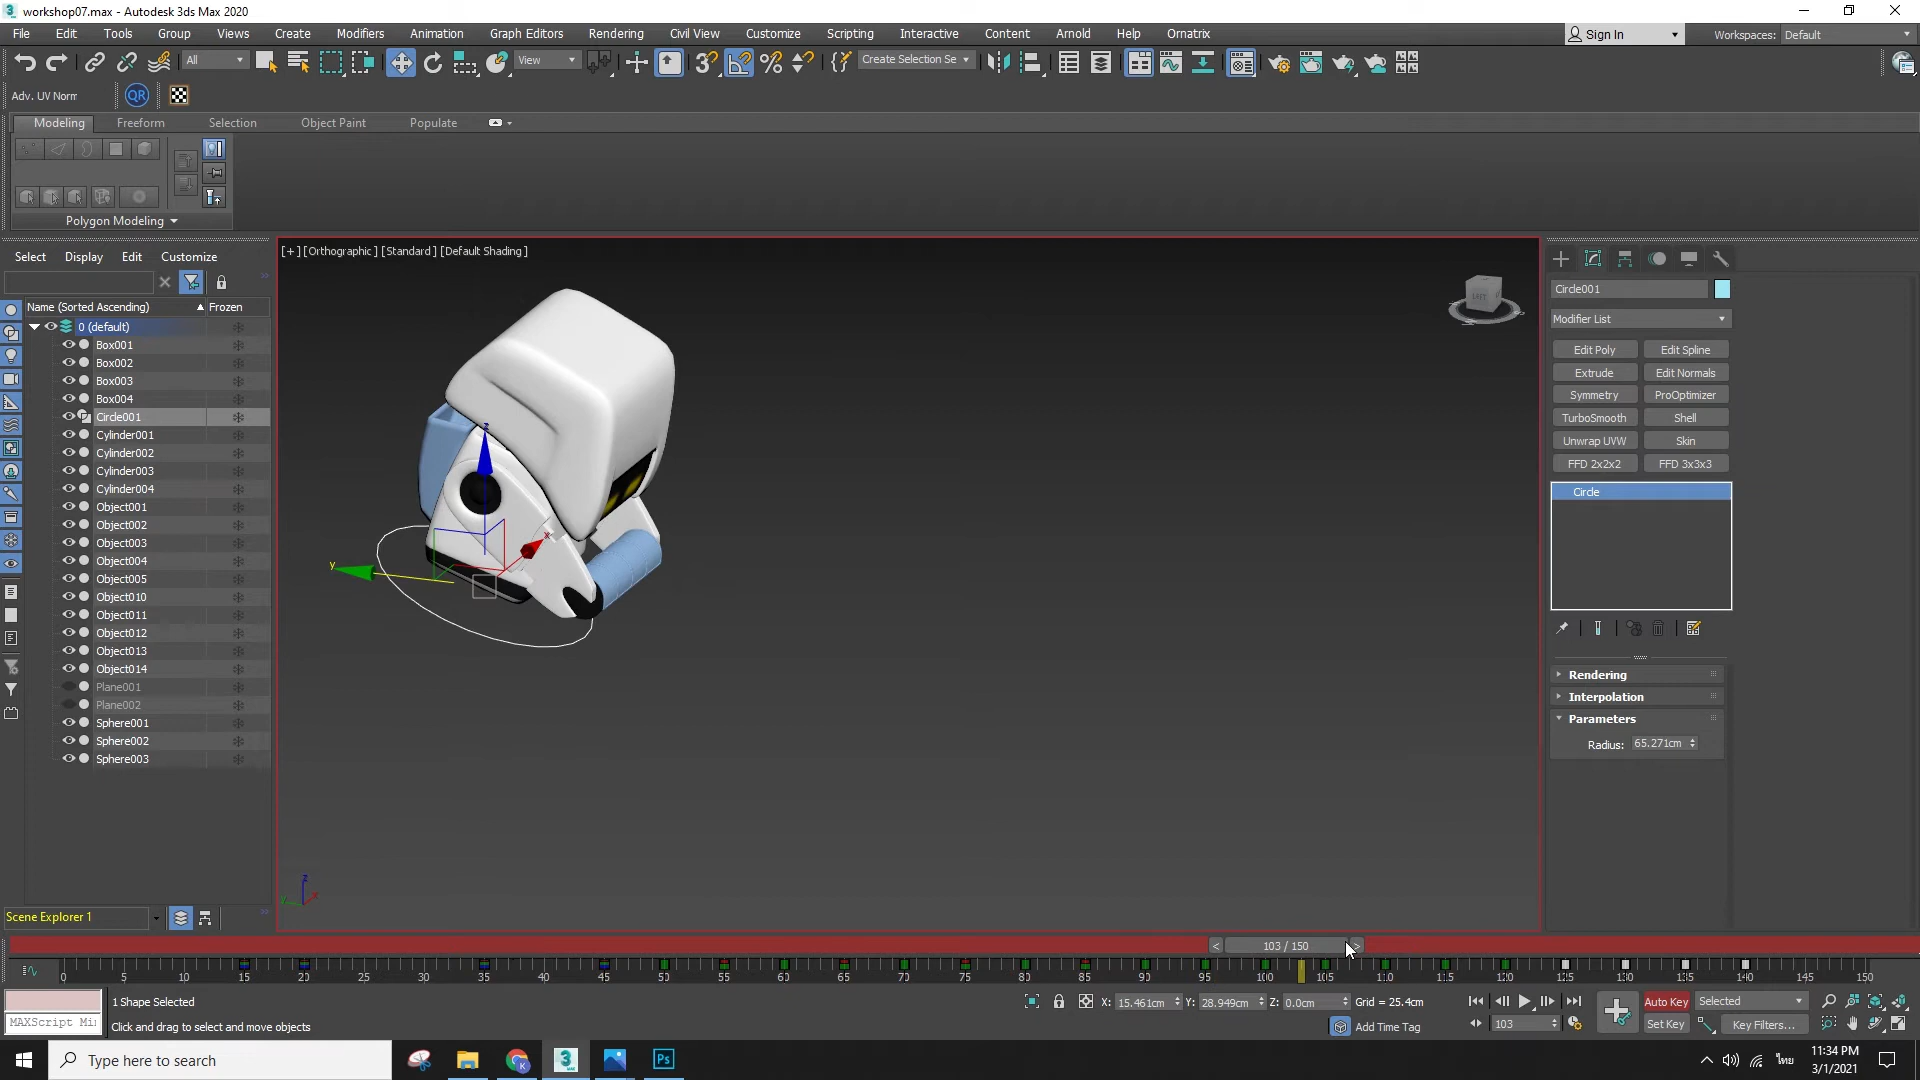 workshop07.max - Autodesk 3ds Max 2020
File Edit Tools Group Views Create Modifiers Animation Graph Editors Rendering Civil View Customize Scripting Interactive Content Arnold Help Ornatrix Sign In Workspaces: Default
All View 3 Create Selection Se
Adv. UV Norm QR
Modeling Freeform Selection Object Paint Populate
Polygon Modeling
Select Display Edit Customize
[+] [Orthographic] [Standard] [Default Shading]
LEFT
Name (Sorted Ascending) Frozen
0 (default)
Box001
Box002
Box003
Box004
Circle001
Cylinder001
Cylinder002
Cylinder003
Cylinder004
Object001
Object002
Object003
Object004
Object005
Object010
Object011
Object012
Object013
Object014
Plane001
Plane002
Sphere001
Sphere002
Sphere003
z
x
y
z
x
Circle001
Modifier List
Edit Poly Edit Spline
Extrude Edit Normals
Symmetry ProOptimizer
TurboSmooth Shell
Unwrap UVW Skin
FFD 2x2x2 FFD 3x3x3
Circle
Rendering
Interpolation
Parameters
Radius: 65.271cm
Scene Explorer 1
< 103 / 150 >
0 5 10 15 20 25 30 35 40 45 50 55 60 65 70 75 80 85 90 95 100 105 110 115 120 125 130 135 140 145 150
1 Shape Selected X: 15.461cm Y: 28.949cm Z: 0.0cm Grid = 25.4cm Auto Key Selected
MAXScript Mi Click and drag to select and move objects Add Time Tag 103 Set Key Key Filters...
Type here to search Ps ไทย 11:34 PM
3/1/2021